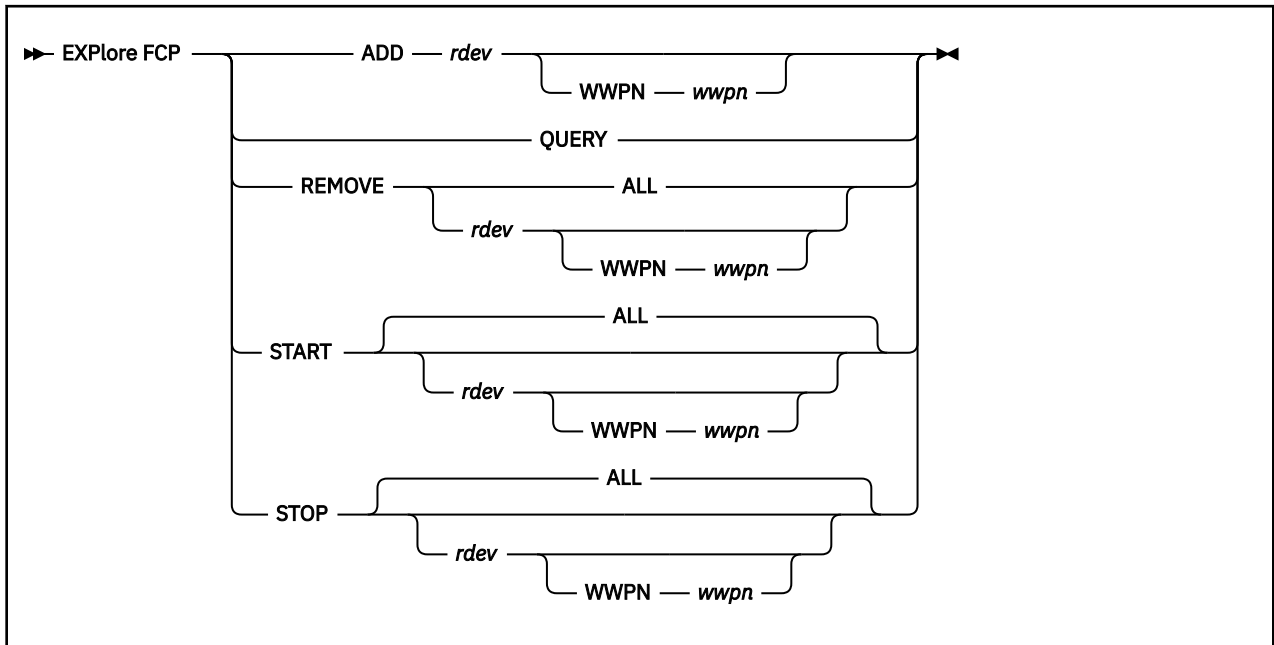 EXPlore FCP ADD rdev
WWPN wwpn
QUERY
REMOVE ALL
rdev
WWPN wwpn
ALL
START
rdev
WWPN wwpn
ALL
STOP
rdev
WWPN wwpn